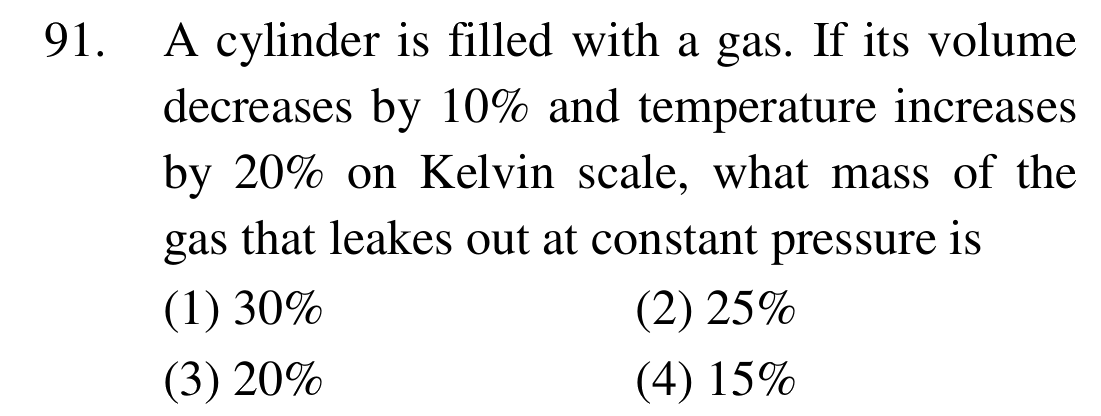 91. A cylinder is filled with a gas. If its volume
decreases by 10% and temperature increases
by 20% on Kelvin scale, what mass of the
gas that leakes out at constant pressure is
(1) 30% (2) 25%
(3) 20% (4) 15%